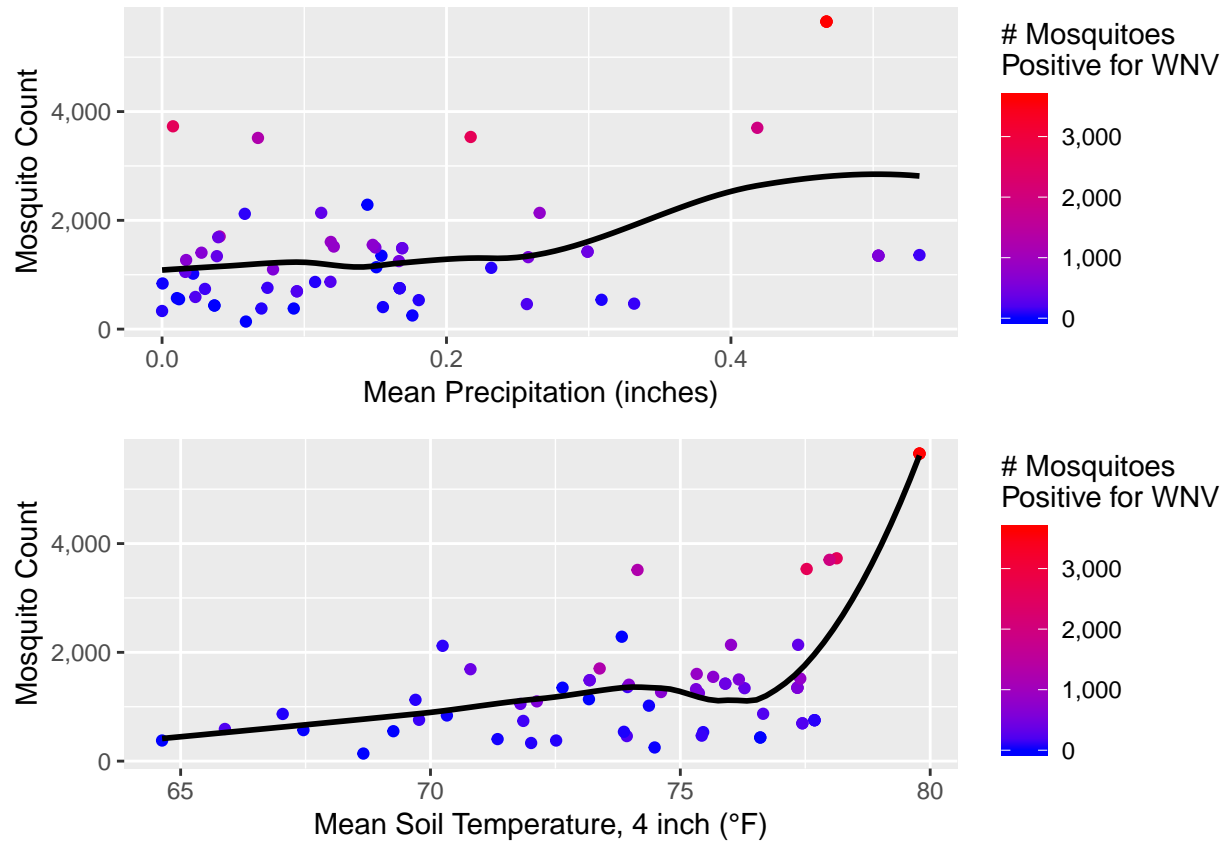 Mosquito Count
4,000
2,000
0
0.0
0.2
0.4
Mean Precipitation (inches)
# Mosquitoes
Positive for WNV
3,000
2,000
1,000
0
Mosquito Count
4,000
2,000
0
65
70
75
80
Mean Soil Temperature, 4 inch (°F)
# Mosquitoes
Positive for WNV
3,000
2,000
1,000
0